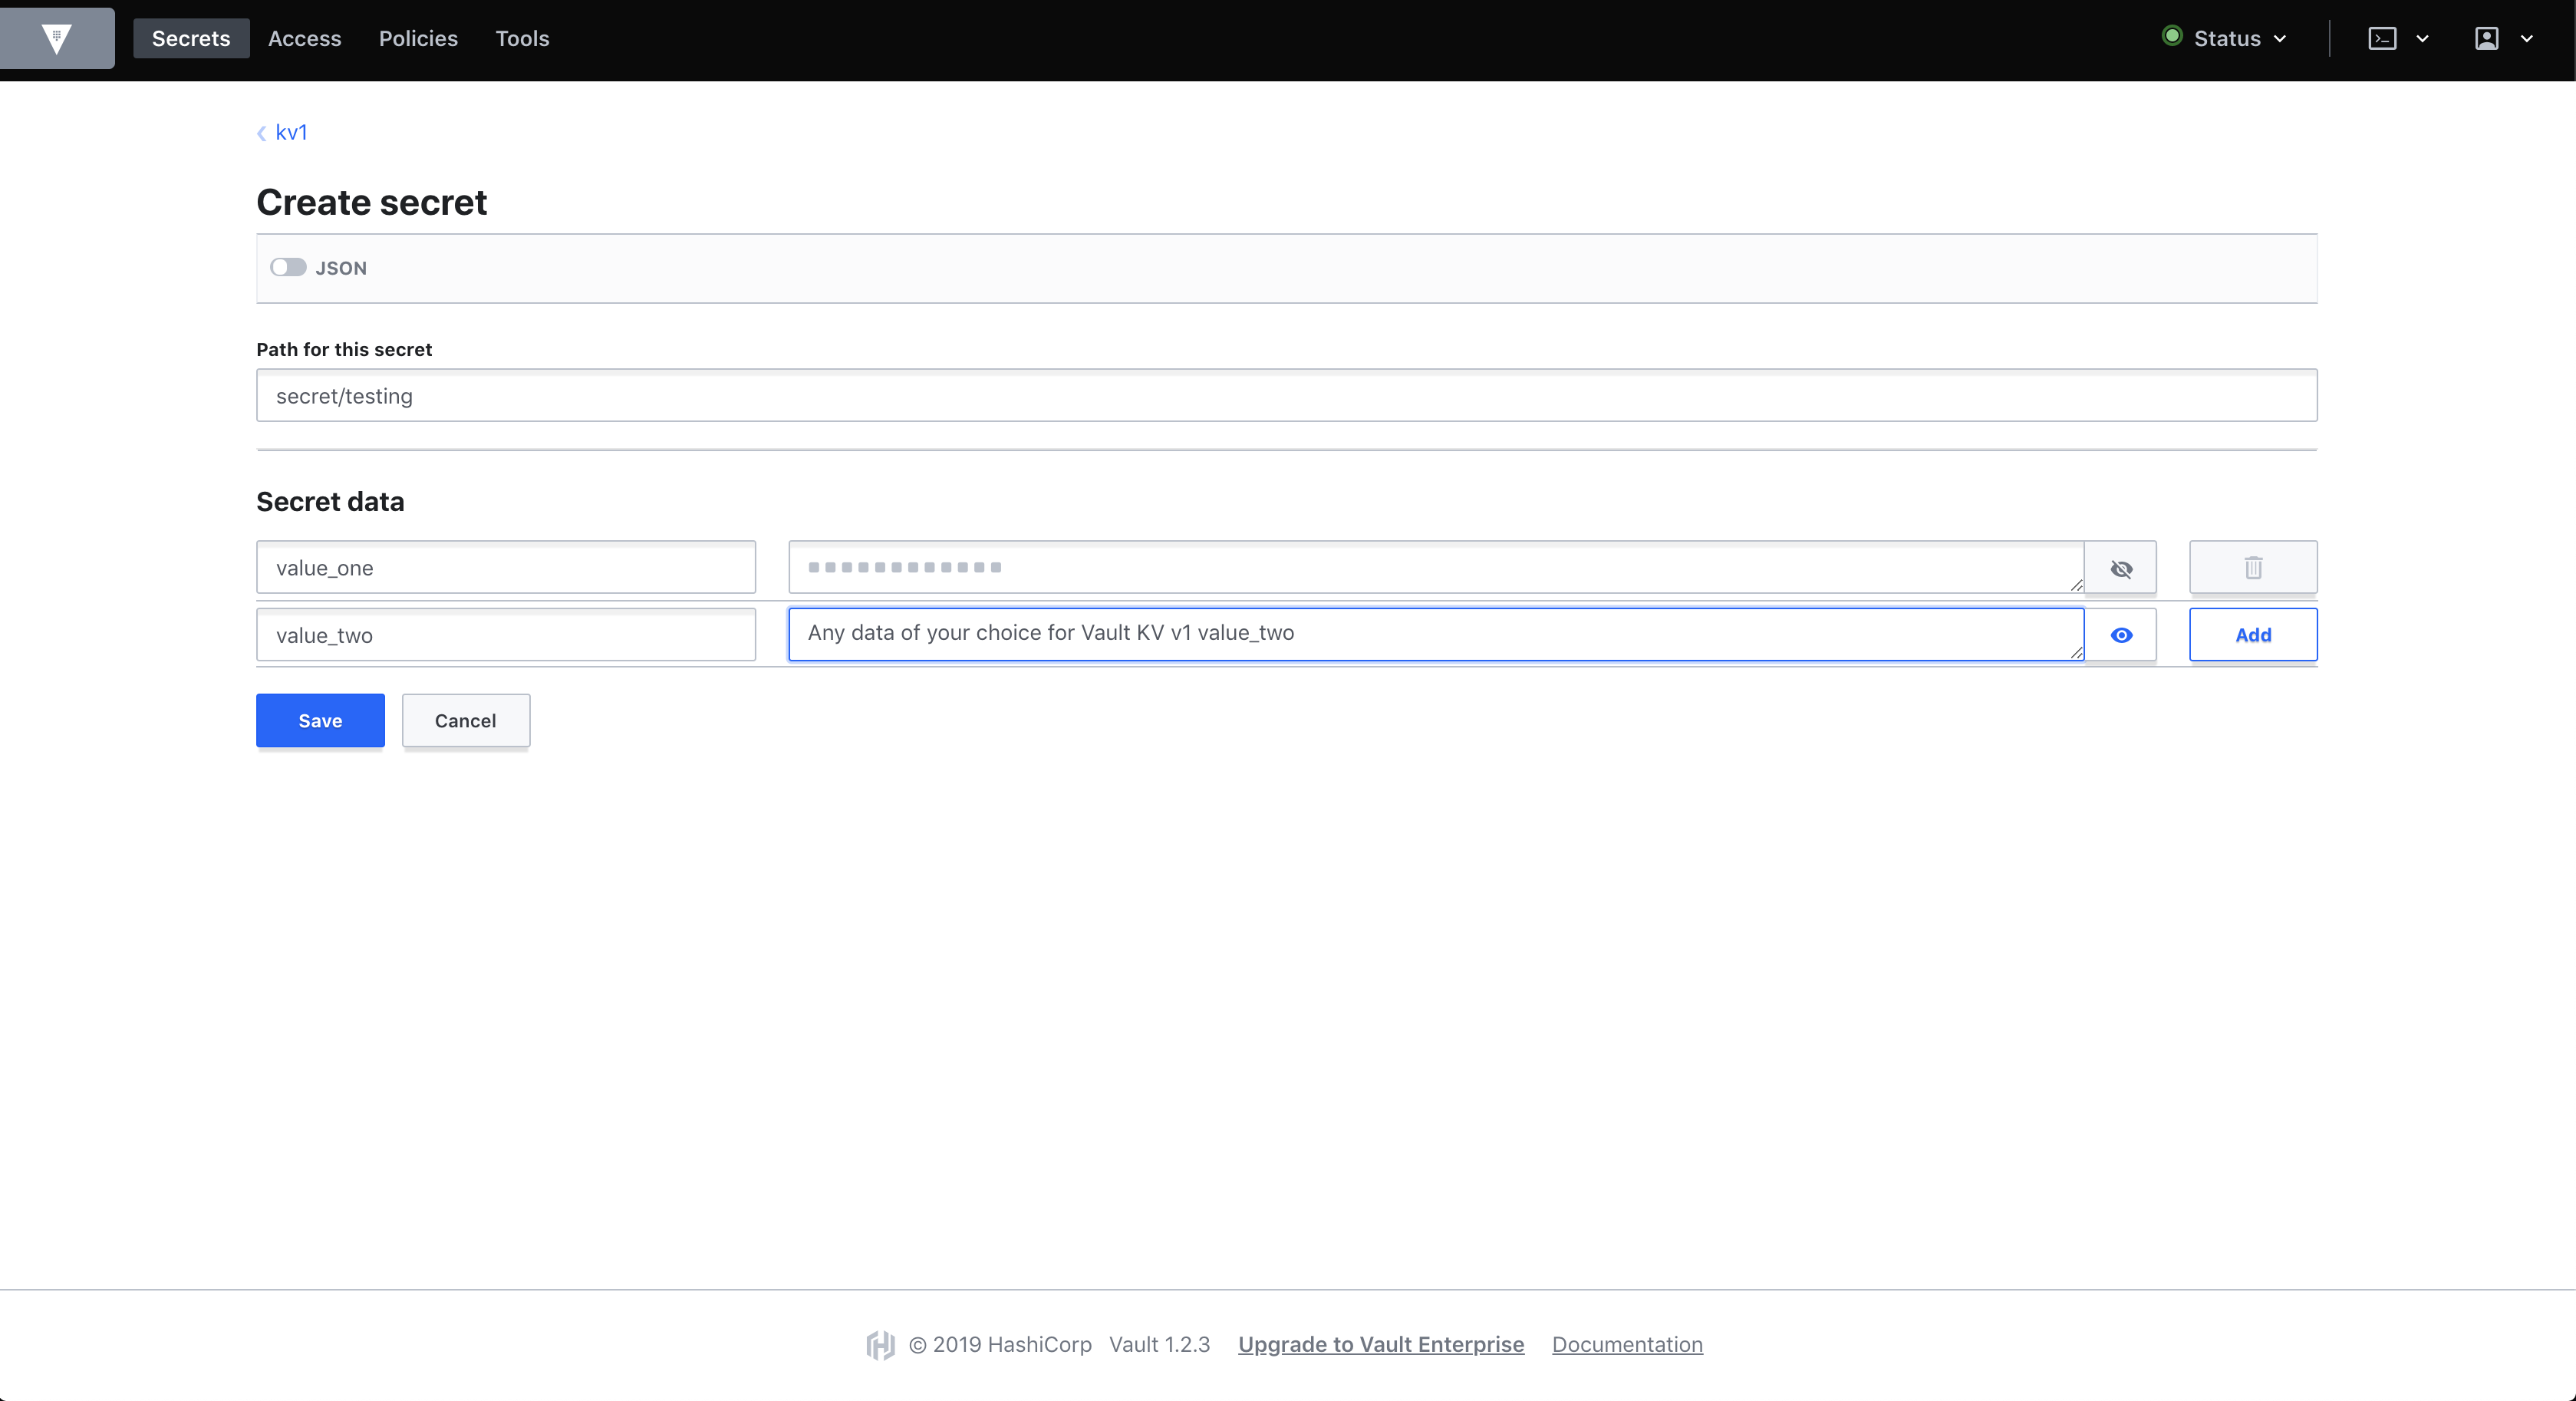 Secrets Access Policies Tools Status
kv1
Create secret
JSON
Path for this secret
secret/testing
Secret data
value_one
value_two Any data of your choice for Vault KV v1 value_two Add
Save Cancel
© 2019 HashiCorp Vault 1.2.3 Upgrade to Vault Enterprise Documentation